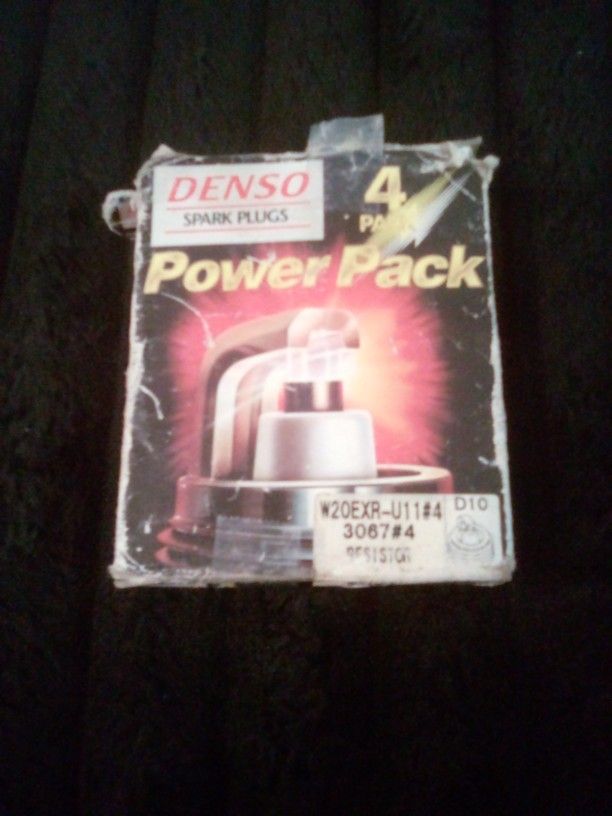 DENSO
SPARK PLUGS
4
PACK
Power Pack
W20EXR-U11#4
D10
3067#4
RESISTOR